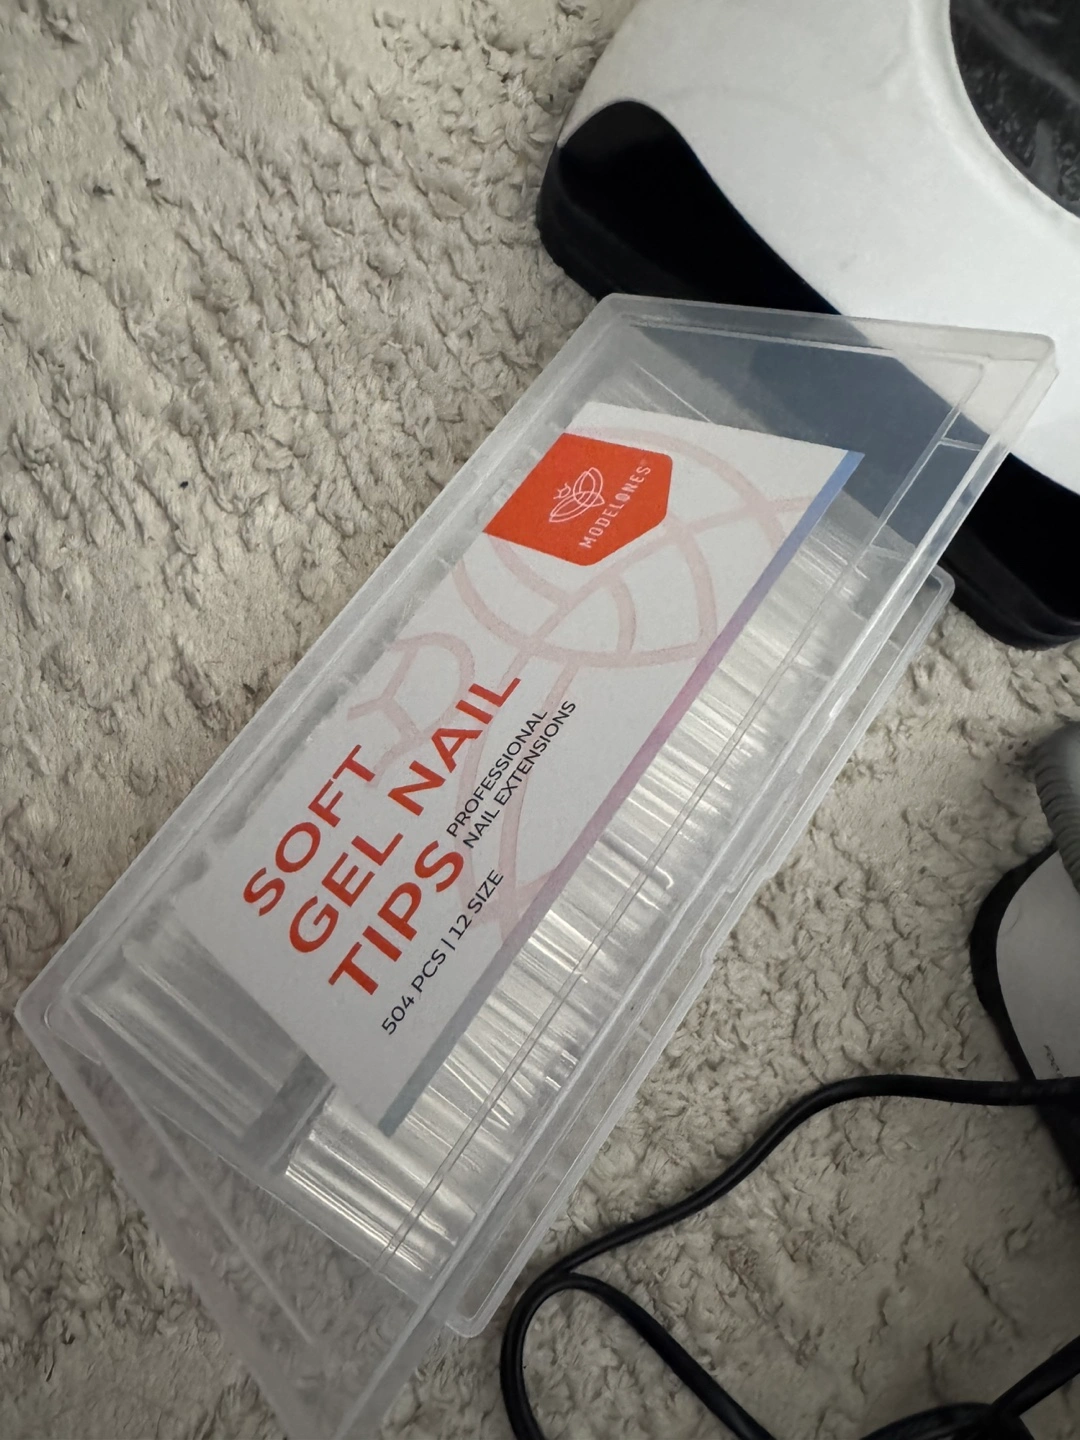 MODELONES
SOFT
GEL NAIL
TIPS
PROFESSIONAL
NAIL EXTENSIONS
504 PCS | 12 SIZE